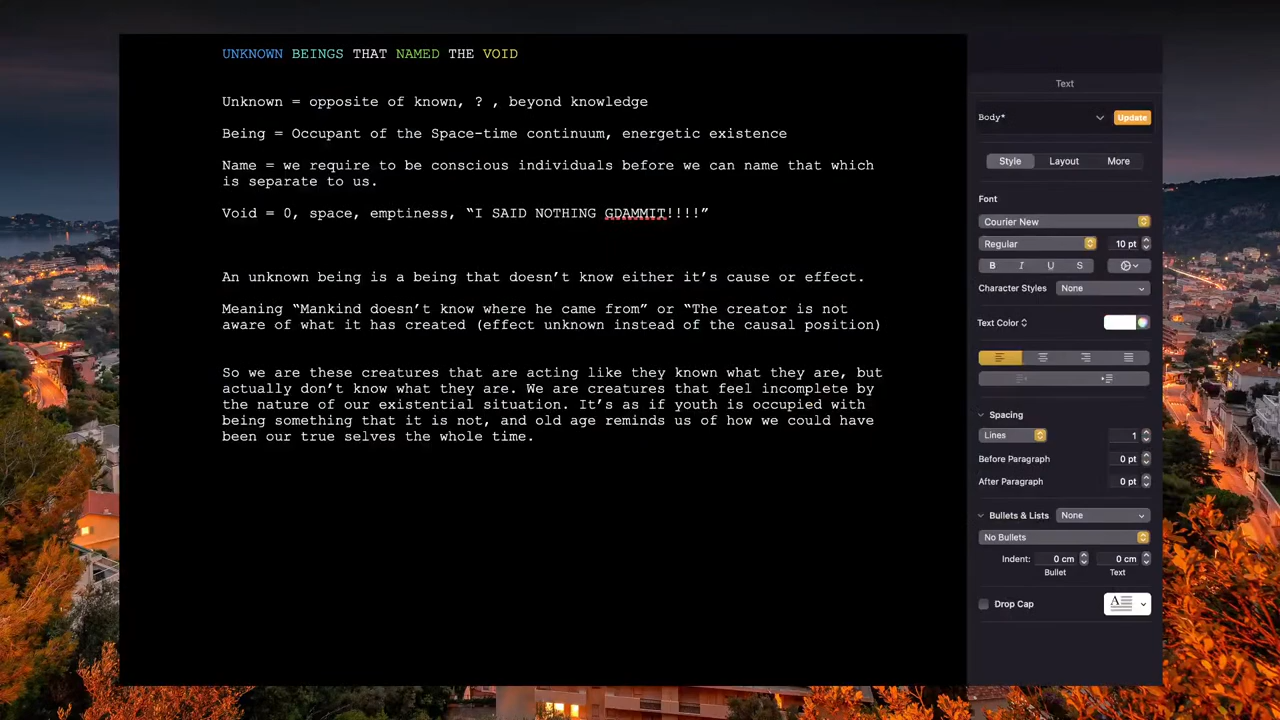 UNKNOWN BEINGS THAT NAMED THE VOID
Unknown = opposite of known, ? , beyond knowledge
Being = Occupant of the Space-time continuum, energetic existence
Name = we require to be conscious individuals before we can name that which
is separate to us.
Void = 0, space, emptiness, “I SAID NOTHING GDAMMIT!!!!”
An unknown being is a being that doesn’t know either it’s cause or effect.
Meaning “Mankind doesn’t know where he came from” or “The creator is not
aware of what it has created (effect unknown instead of the causal position)
So we are these creatures that are acting like they known what they are, but
actually don’t know what they are. We are creatures that feel incomplete by
the nature of our existential situation. It’s as if youth is occupied with
being something that it is not, and old age reminds us of how we could have
been our true selves the whole time.
Text
Body*
Update
Style Layout More
Font
Courier New
Regular 10 pt
B I U S
Character Styles None
Text Color
Spacing
Lines 1
Before Paragraph 0 pt
After Paragraph 0 pt
Bullets & Lists None
No Bullets
Indent: 0 cm 0 cm
Bullet Text
Drop Cap A